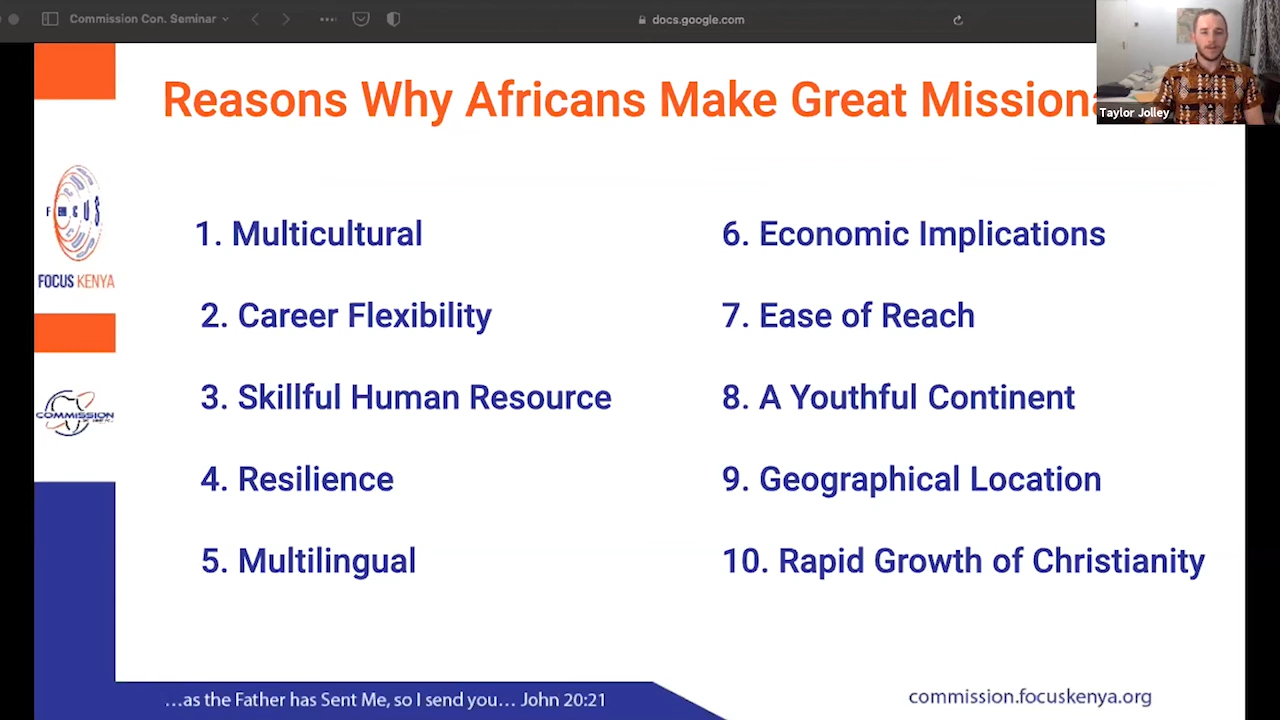 Commission Con. Seminar
docs.google.com
Reasons Why Africans Make Great Mission
Taylor Jolley
FOCUS KENYA
COMMISSION
1. Multicultural
2. Career Flexibility
3. Skillful Human Resource
4. Resilience
5. Multilingual
6. Economic Implications
7. Ease of Reach
8. A Youthful Continent
9. Geographical Location
10. Rapid Growth of Christianity
...as the Father has Sent Me, so I send you... John 20:21
commission.focuskenya.org